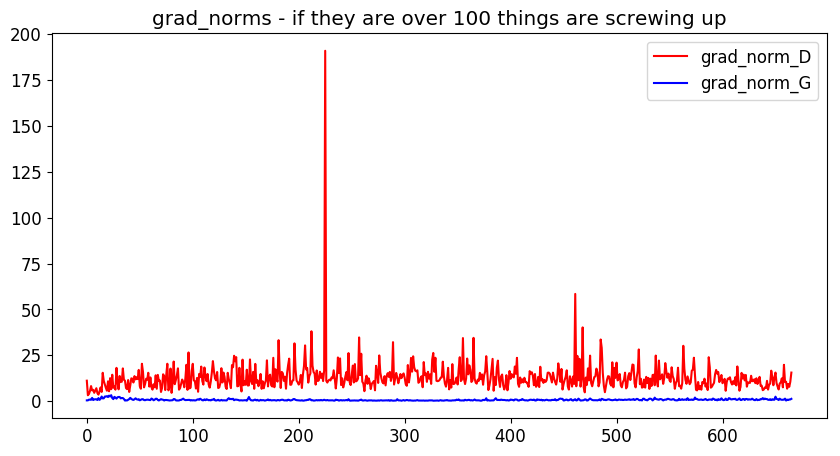 grad_norms - if they are over 100 things are screwing up
200
175
150
125
100
75
50
25
0
grad_norm_D
grad_norm_G
0 100 200 300 400 500 600